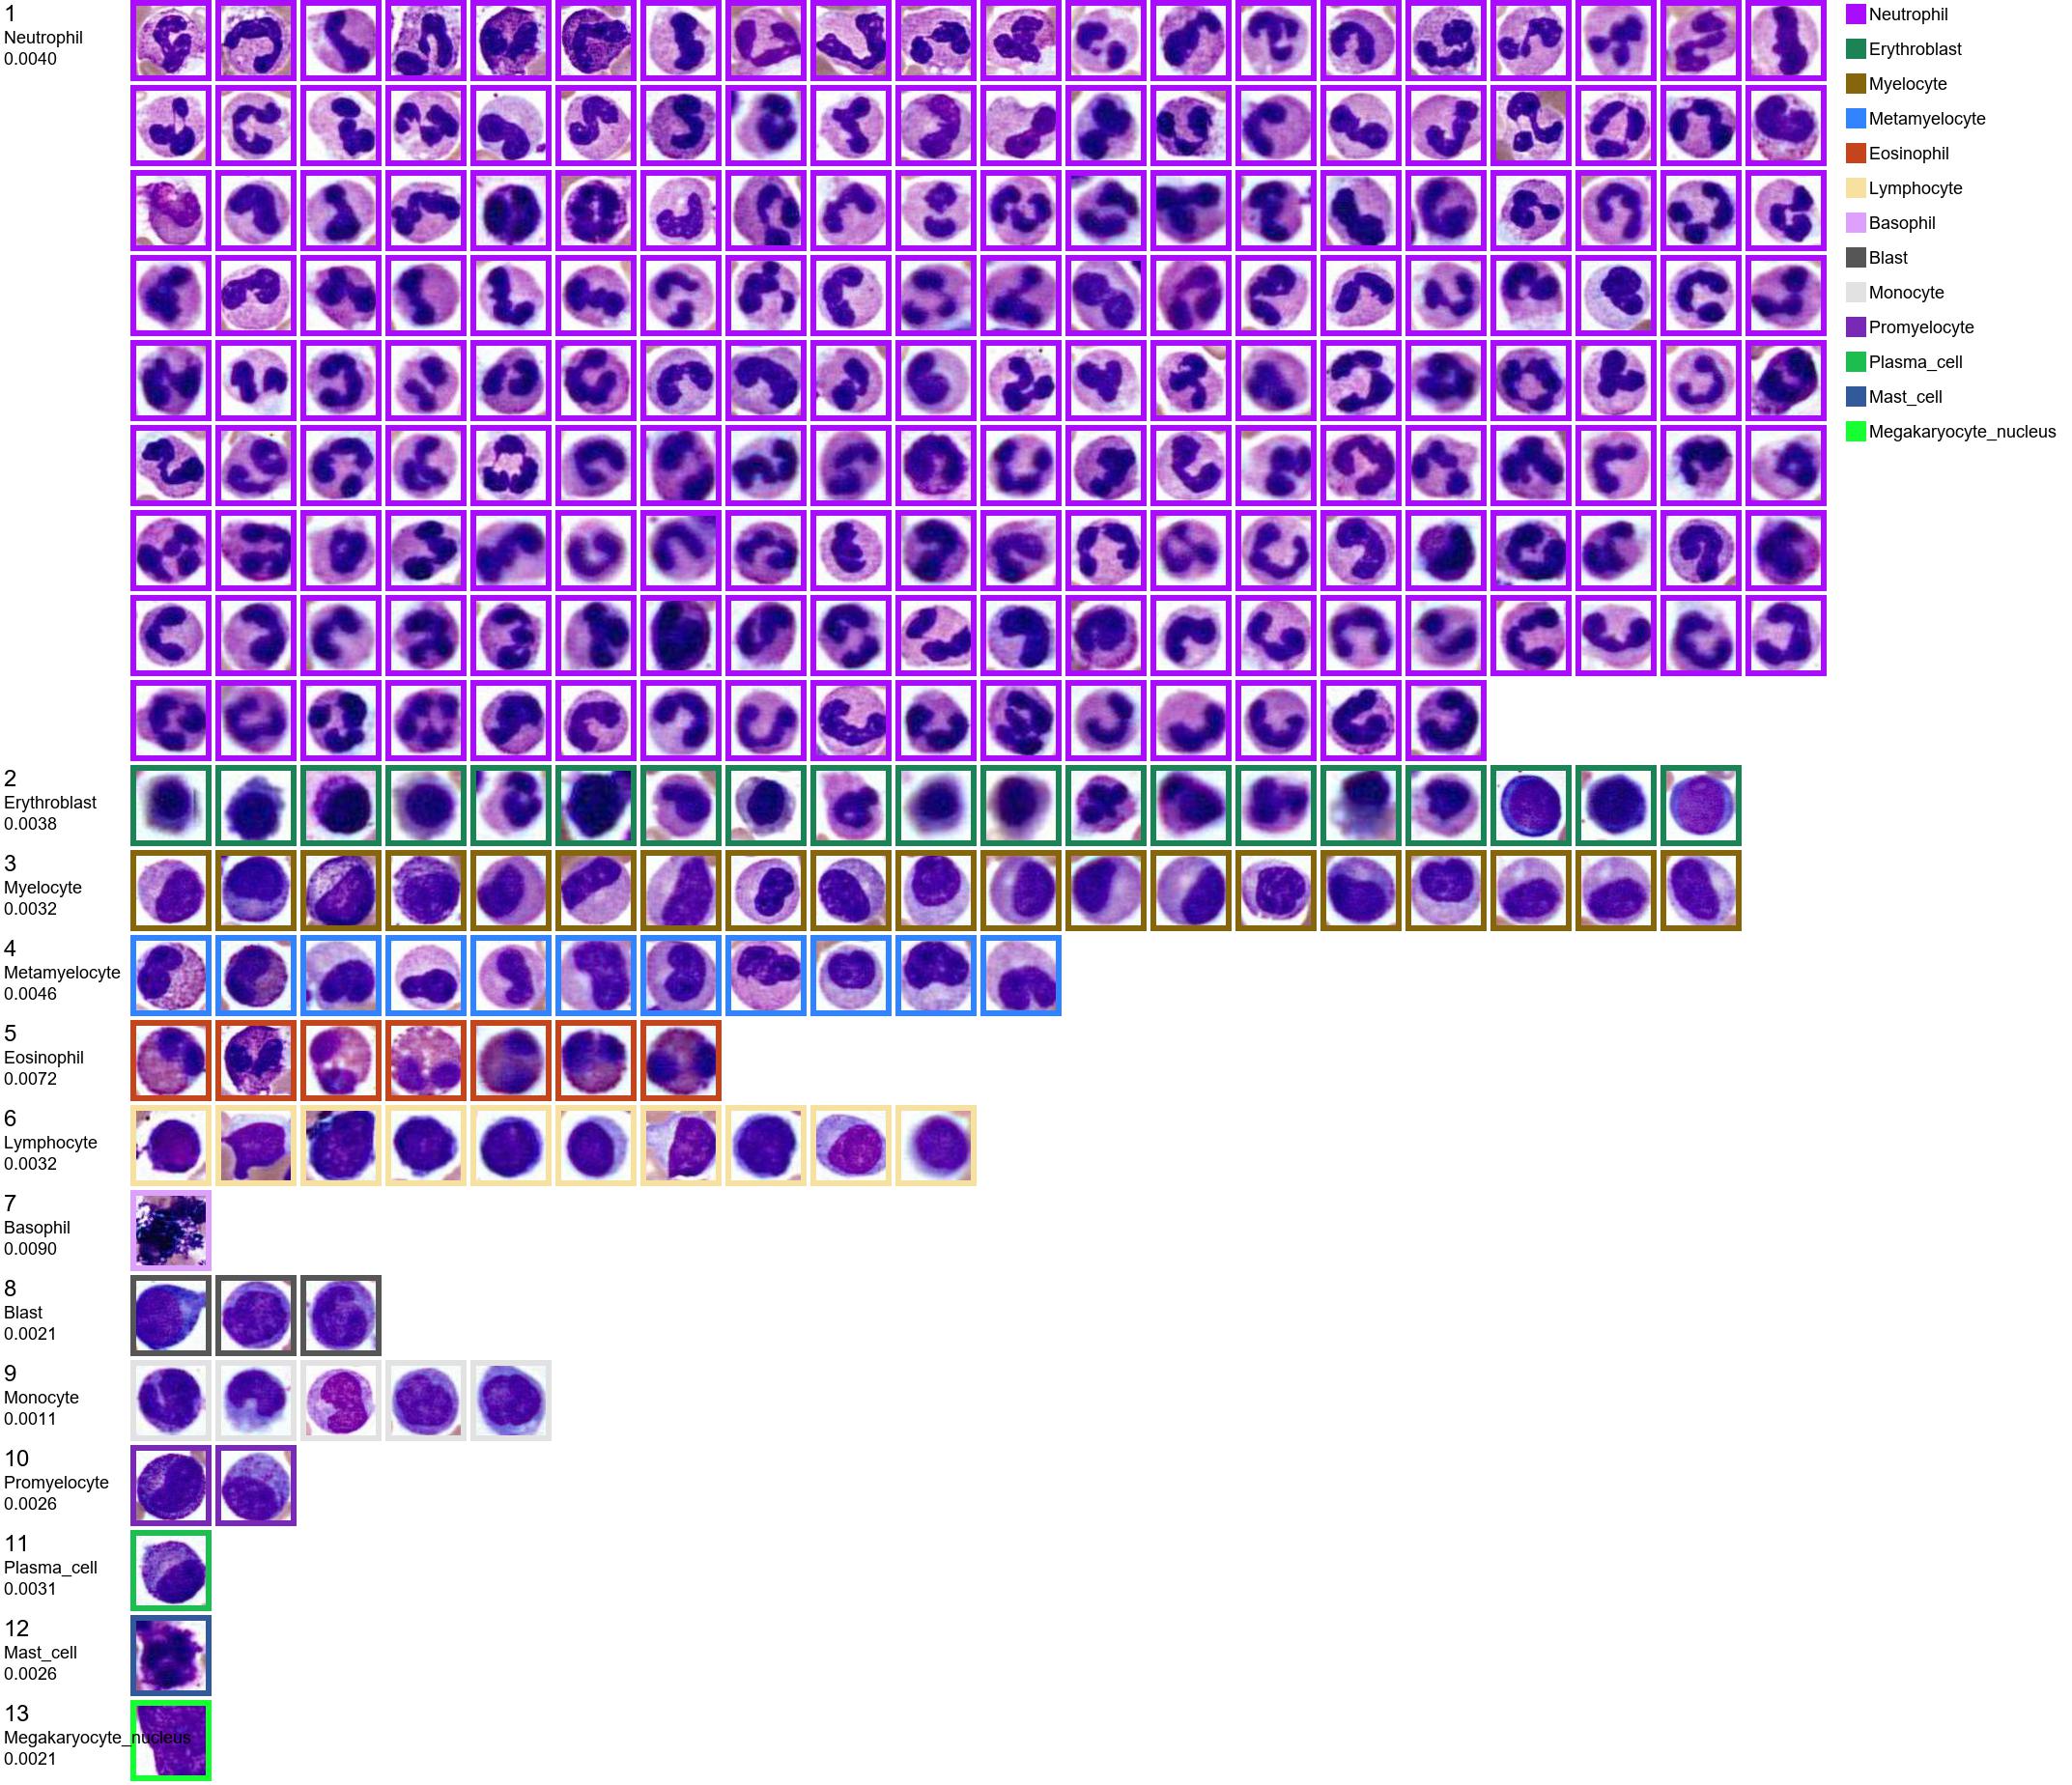 1
Neutrophil
0.0040
2
Erythroblast
0.0038
3
Myelocyte
0.0032
4
Metamyelocyte
0.0046
5
Eosinophil
0.0072
6
Lymphocyte
0.0032
7
Basophil
0.0090
8
Blast
0.0021
9
Monocyte
0.0011
10
Promyelocyte
0.0026
11
Plasma_cell
0.0031
12
Mast_cell
0.0026
13
Megakaryocyte_nucleus
0.0021
Neutrophil
Erythroblast
Myelocyte
Metamyelocyte
Eosinophil
Lymphocyte
Basophil
Blast
Monocyte
Promyelocyte
Plasma_cell
Mast_cell
Megakaryocyte_nucleus